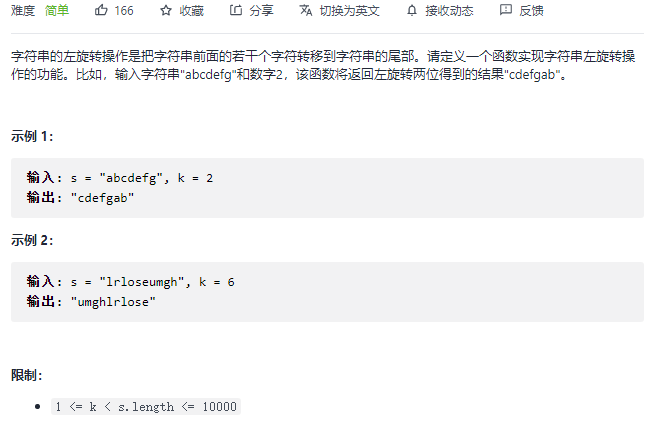 难度 简单 166 收藏 分享 切换为英文 接收动态 反馈
字符串的左旋转操作是把字符串前面的若干个字符转移到字符串的尾部。请定义一个函数实现字符串左旋转操
作的功能。比如，输入字符串"abcdefg"和数字2，该函数将返回左旋转两位得到的结果"cdefgab"。
示例 1：
输入: s = "abcdefg", k = 2
输出: "cdefgab"
示例 2：
输入: s = "lrloseumgh", k = 6
输出: "umghlrlose"
限制：
1 <= k < s.length <= 10000